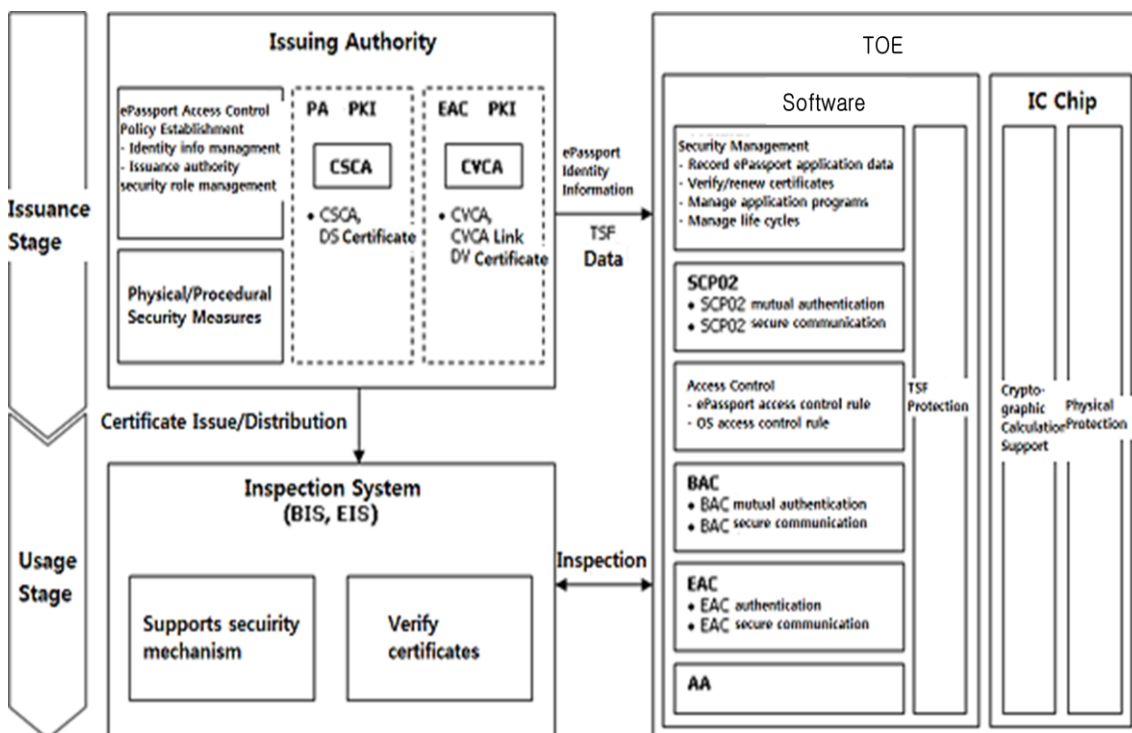 Issuance
Stage
Usage
Stage
Issuing Authority
ePassport Access Control
Policy Establishment
- Identity info managment
- Issuance authority
security role management
Physical/Procedural
Security Measures
PA PKI
CSCA
• CSCA,
DS Certificate
EAC PKI
CVCA
• CVCA,
CVCA Link
DV Certificate
ePassport
Identity
Information
TSF
Data
Certificate Issue/Distribution
Inspection System
(BIS, EIS)
Supports secuirity
mechanism
Verify
certificates
Inspection
TOE
Software
Security Management
- Record ePassport application data
- Verify/renew certificates
- Manage application programs
- Manage life cycles
SCP02
• SCP02 mutual authentication
• SCP02 secure communication
Access Control
- ePassport access control rule
- OS access control rule
BAC
• BAC mutual authentication
• BAC secure communication
EAC
• EAC authentication
• EAC secure communication
AA
TSF
Protection
IC Chip
Crypto-
graphic
Calculation
Support
Physical
Protection